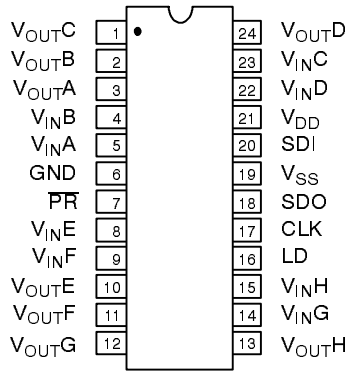 VOUTC 1 24 VOUTD
VOUTB 2 23 VINC
VOUTA 3 22 VIND
VINB 4 21 VDD
VINA 5 20 SDI
GND 6 19 VSS
PR 7 18 SDO
VINE 8 17 CLK
VINF 9 16 LD
VOUTE 10 15 VINH
VOUTF 11 14 VING
VOUTG 12 13 VOUTH